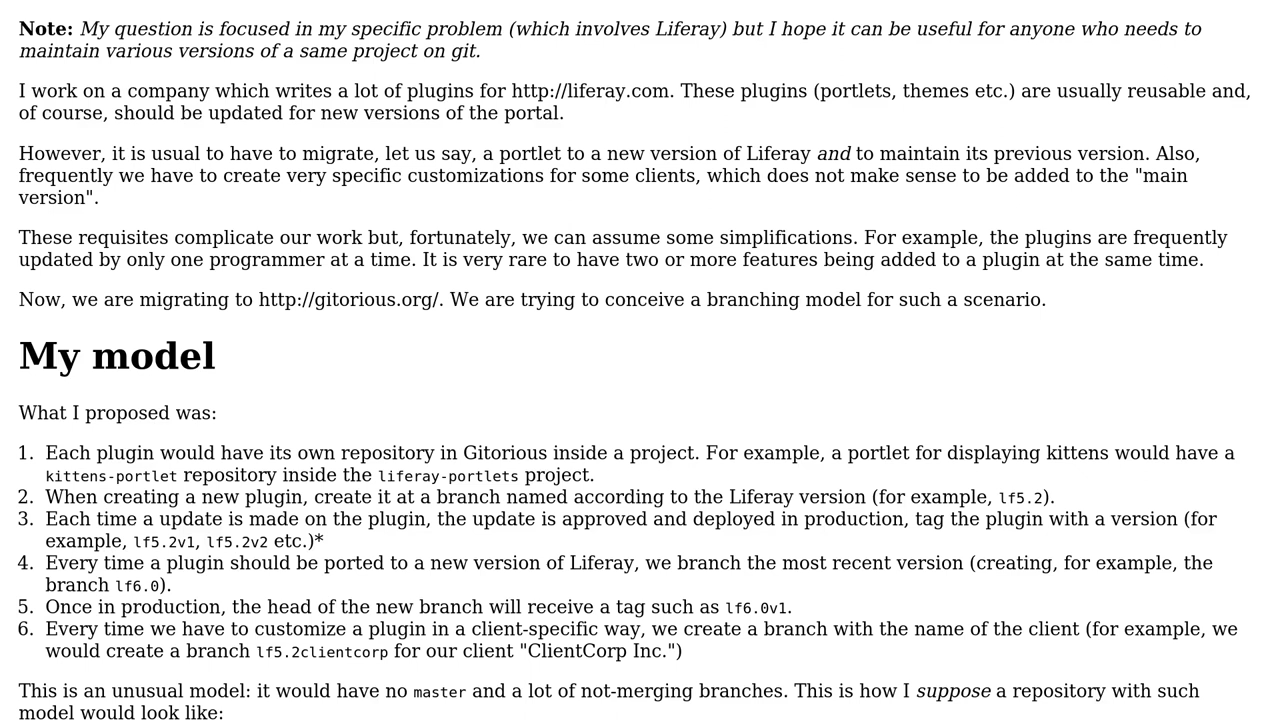 Note: My question is focused in my specific problem (which involves Liferay) but I hope it can be useful for anyone who needs to
maintain various versions of a same project on git.
I work on a company which writes a lot of plugins for http://liferay.com. These plugins (portlets, themes etc.) are usually reusable and,
of course, should be updated for new versions of the portal.
However, it is usual to have to migrate, let us say, a portlet to a new version of Liferay and to maintain its previous version. Also,
frequently we have to create very specific customizations for some clients, which does not make sense to be added to the "main
version".
These requisites complicate our work but, fortunately, we can assume some simplifications. For example, the plugins are frequently
updated by only one programmer at a time. It is very rare to have two or more features being added to a plugin at the same time.
Now, we are migrating to http://gitorious.org/. We are trying to conceive a branching model for such a scenario.
My model
What I proposed was:
1. Each plugin would have its own repository in Gitorious inside a project. For example, a portlet for displaying kittens would have a
kittens-portlet repository inside the liferay-portlets project.
2. When creating a new plugin, create it at a branch named according to the Liferay version (for example, lf5.2).
3. Each time a update is made on the plugin, the update is approved and deployed in production, tag the plugin with a version (for
example, lf5.2v1, lf5.2v2 etc.)*
4. Every time a plugin should be ported to a new version of Liferay, we branch the most recent version (creating, for example, the
branch lf6.0).
5. Once in production, the head of the new branch will receive a tag such as lf6.0v1.
6. Every time we have to customize a plugin in a client-specific way, we create a branch with the name of the client (for example, we
would create a branch lf5.2clientcorp for our client "ClientCorp Inc.")
This is an unusual model: it would have no master and a lot of not-merging branches. This is how I suppose a repository with such
model would look like: